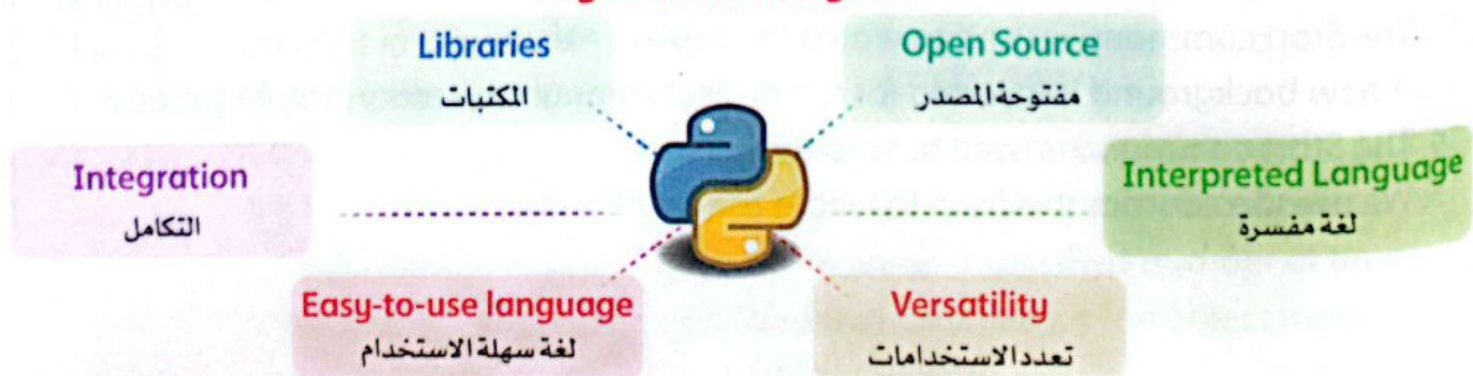 Libraries
المكتبات
Open Source
مفتوحة المصدر
Integration
التكامل
Interpreted Language
لغة مفسرة
Easy-to-use language
لغة سهلة الاستخدام
Versatility
تعدد الاستخدامات